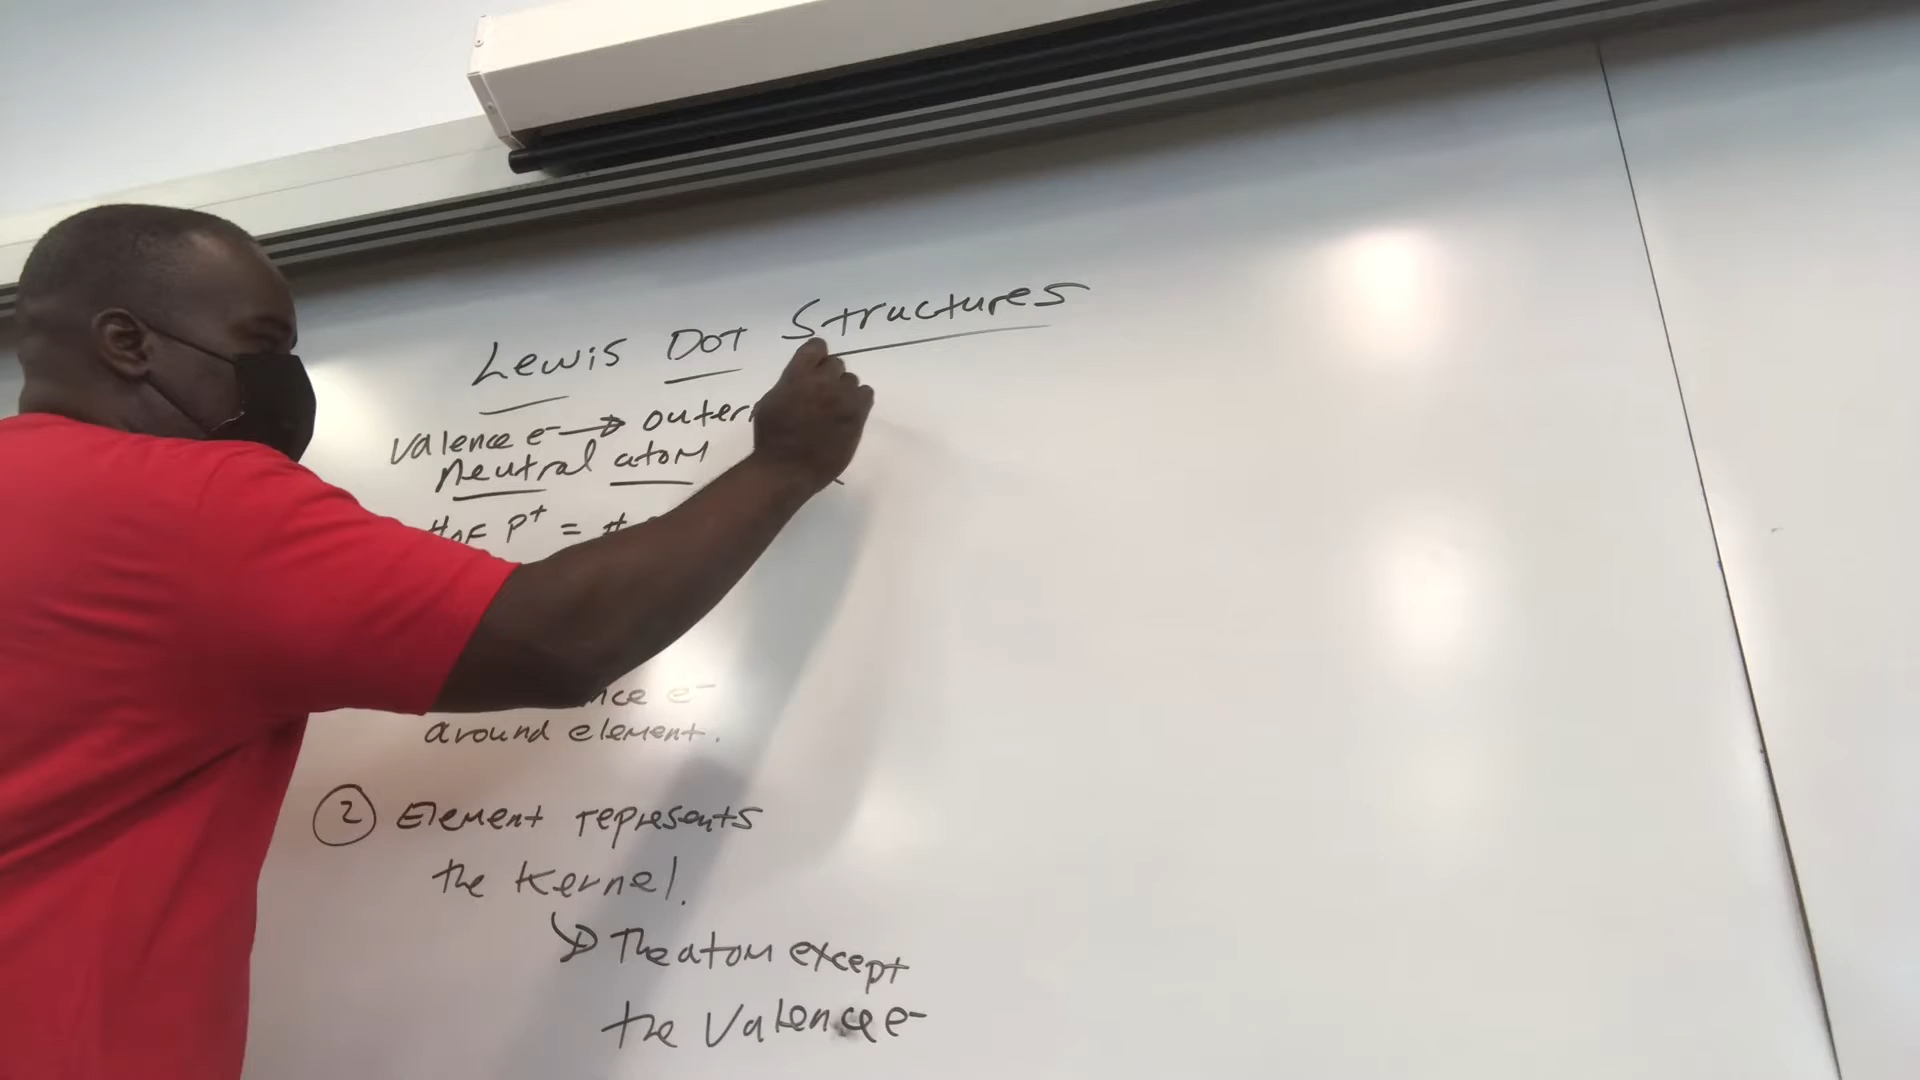 Lewis Dot Structures
Valence e- → outer
Neutral atom
# of P+ = #
e-
around element.
② Element represents
the Kernel.
→ The atom except
the Valence e-